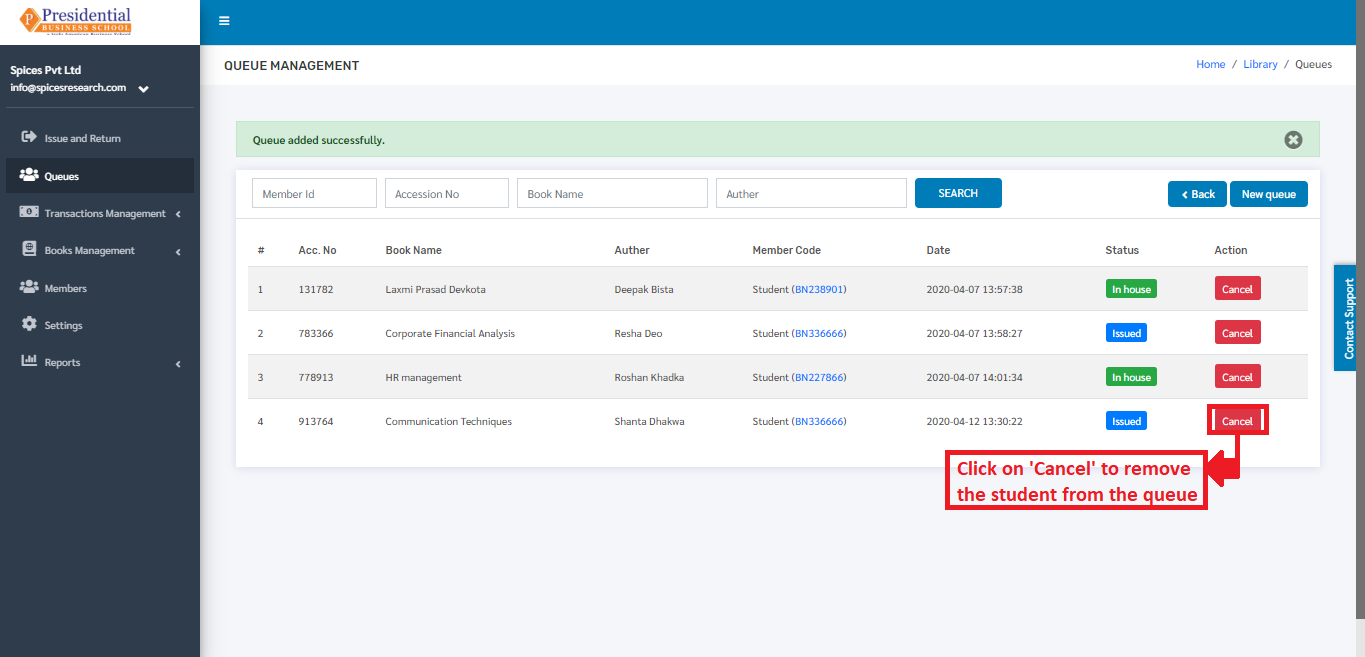 Presidential
BUSINESS SCHOOL
QUEUE MANAGEMENT
Home / Library / Queues
Spices Pvt Ltd
info@spicesresearch.com
Issue and Return
Queues
Transactions Management
Books Management
Members
Settings
Reports
Queue added successfully.
Member Id Accession No Book Name Auther SEARCH Back New queue
# Acc. No Book Name Auther Member Code Date Status Action
1 131782 Laxmi Prasad Devkota Deepak Bista Student (BN238901) 2020-04-07 13:57:38 In house Cancel
2 783366 Corporate Financial Analysis Resha Deo Student (BN336666) 2020-04-07 13:58:27 Issued Cancel
3 778913 HR management Roshan Khadka Student (BN227866) 2020-04-07 14:01:34 In house Cancel
4 913764 Communication Techniques Shanta Dhakwa Student (BN336666) 2020-04-12 13:30:22 Issued Cancel
Click on 'Cancel' to remove
the student from the queue
Contact Support